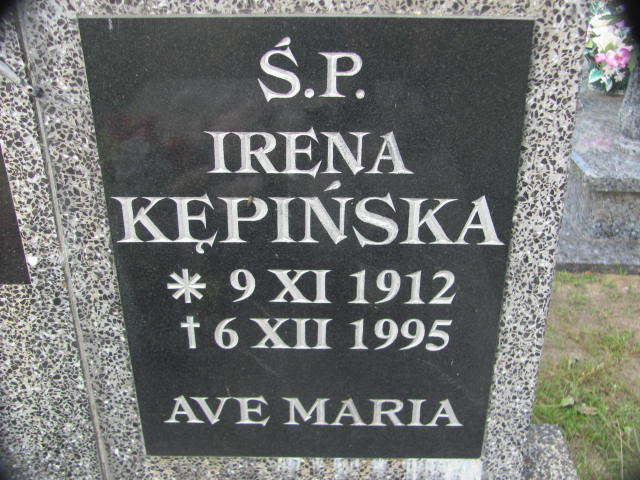 Ś.P.
IRENA
KĘPIŃSKA
* 9 XI 1912
† 6 XII 1995
AVE MARIA